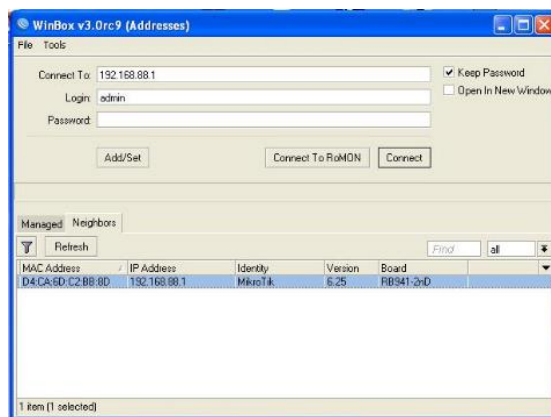 WinBox v3.0rc9 (Addresses)
File Tools
Connect To: 192.168.88.1
Keep Password
Login: admin
Open In New Window
Password:
Add/Set Connect To RoMON Connect
Managed Neighbors
Refresh Find all
MAC Address IP Address Identity Version Board
D4:CA:6D:C2:BB:8D 192.168.88.1 MikroTik 6.25 RB941-2nD
1 item (1 selected)